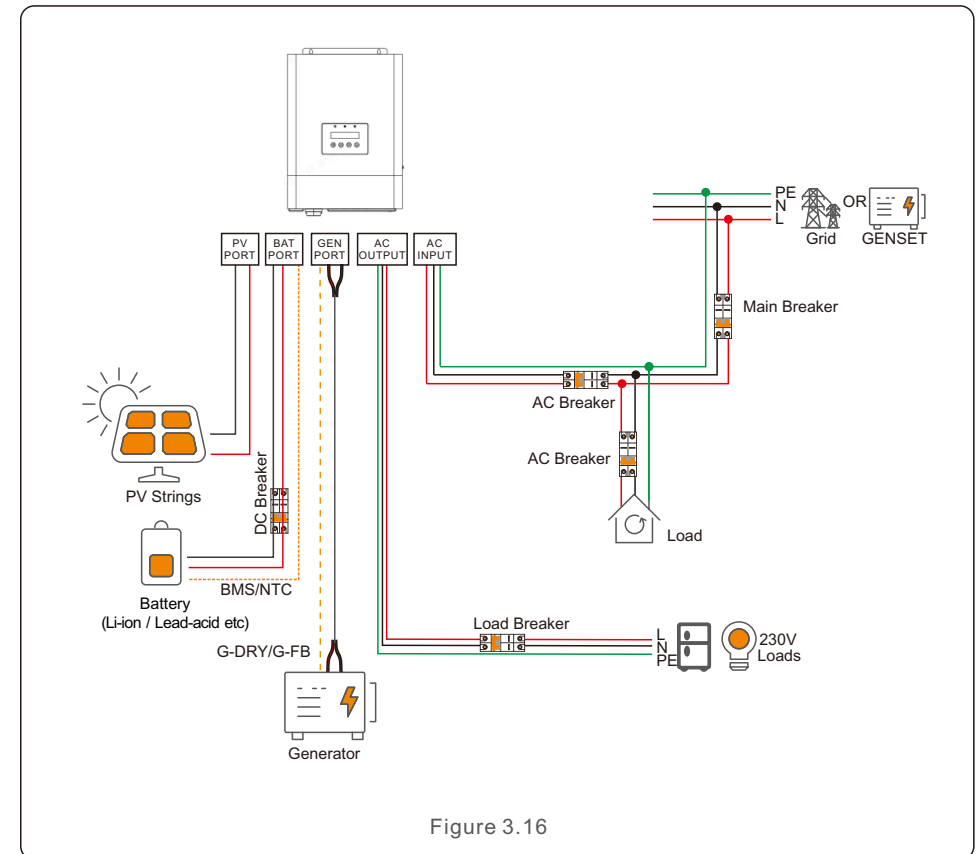 PV
PORT
BAT
PORT
GEN
PORT
AC
OUTPUT
AC
INPUT
PE
N
L
OR
Grid
GENSET
Main Breaker
AC Breaker
AC Breaker
Load
PV Strings
DC Breaker
BMS/NTC
Battery
(Li-ion / Lead-acid etc)
Load Breaker
L
N
PE
230V
Loads
G-DRY/G-FB
Generator
Figure 3.16